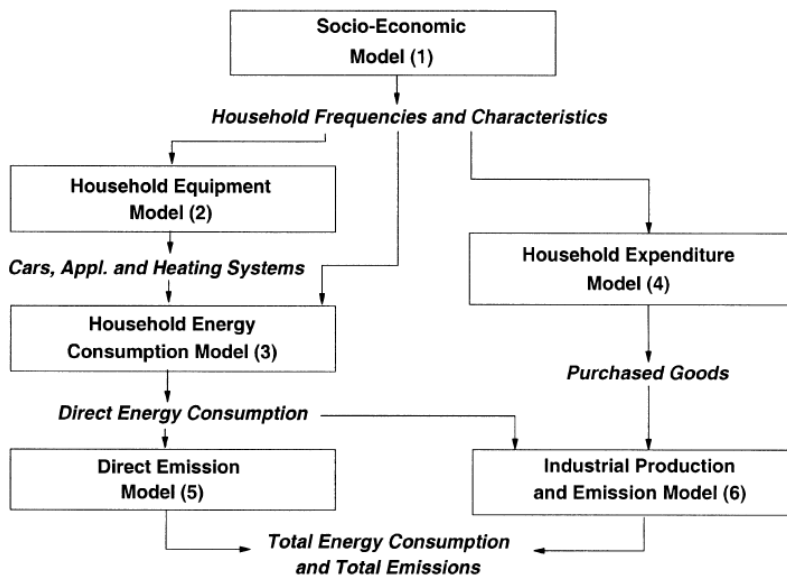 Socio-Economic
Model (1)
Household Frequencies and Characteristics
Household Equipment
Model (2)
Cars, Appl. and Heating Systems
Household Expenditure
Model (4)
Household Energy
Consumption Model (3)
Purchased Goods
Direct Energy Consumption
Direct Emission
Model (5)
Industrial Production
and Emission Model (6)
Total Energy Consumption
and Total Emissions